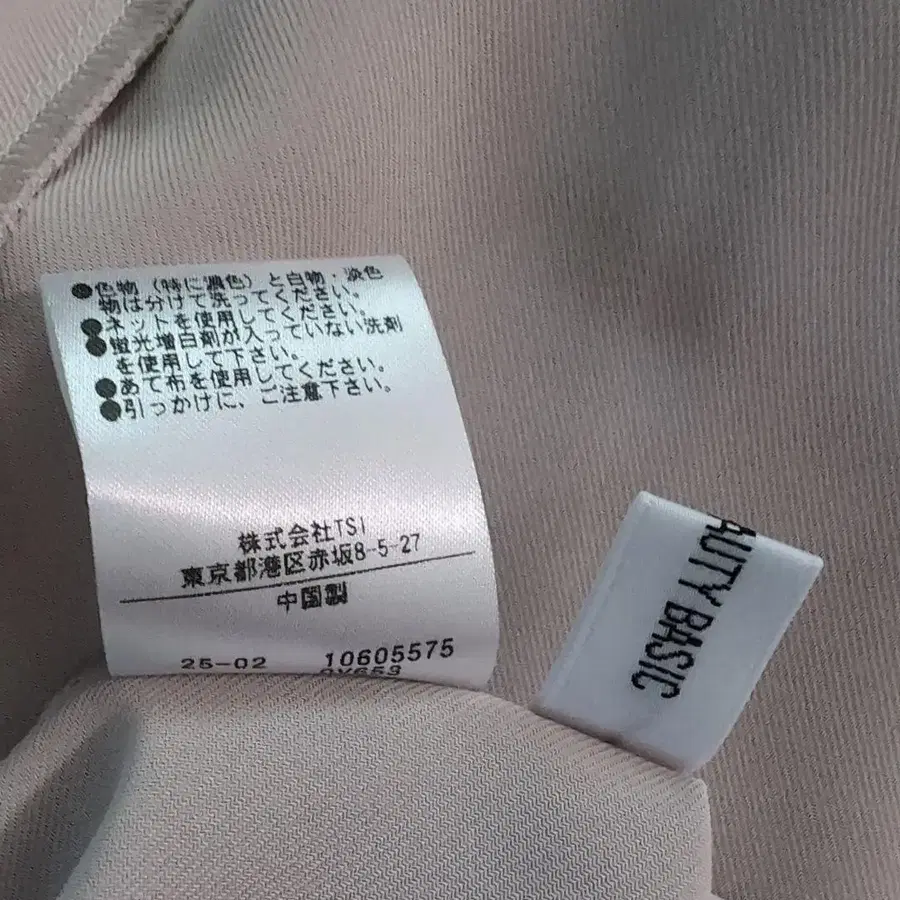 ●色物(特に濃色)と白物・淡色
物は分けて洗ってください。
●ネットを使用してください。
●蛍光増白剤が入っていない洗剤
を使用して下さい。
●あて布を使用してください。
●引っかけに、ご注意下さい。
株式会社TSI
東京都港区赤坂8-5-27
中国製
25-02 10605575
AUTY BASIC